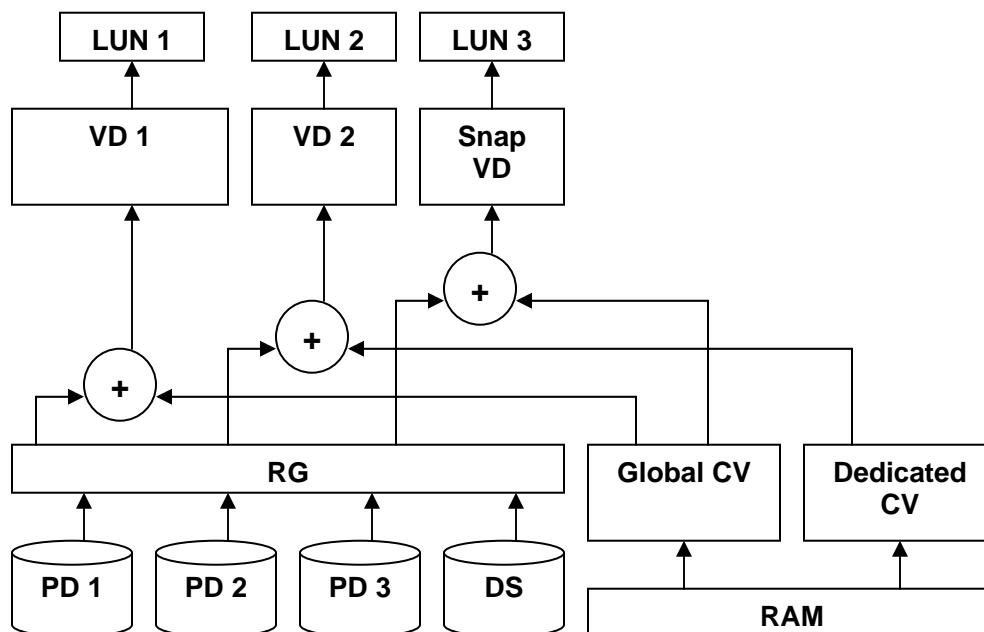 LUN 1
LUN 2
LUN 3
VD 1
VD 2
Snap
VD
+
+
+
RG
Global CV
Dedicated
CV
PD 1
PD 2
PD 3
DS
RAM